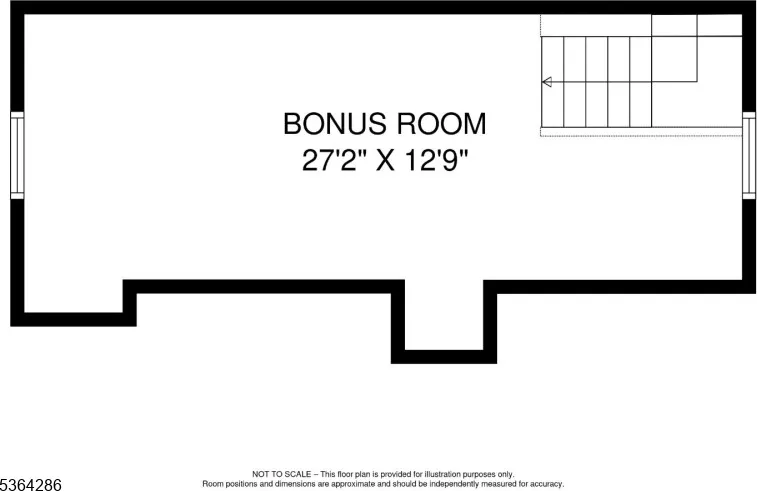 BONUS ROOM
27'2" X 12'9"
NOT TO SCALE – This floor plan is provided for illustration purposes only.
Room positions and dimensions are approximate and should be independently measured for accuracy.
5364286